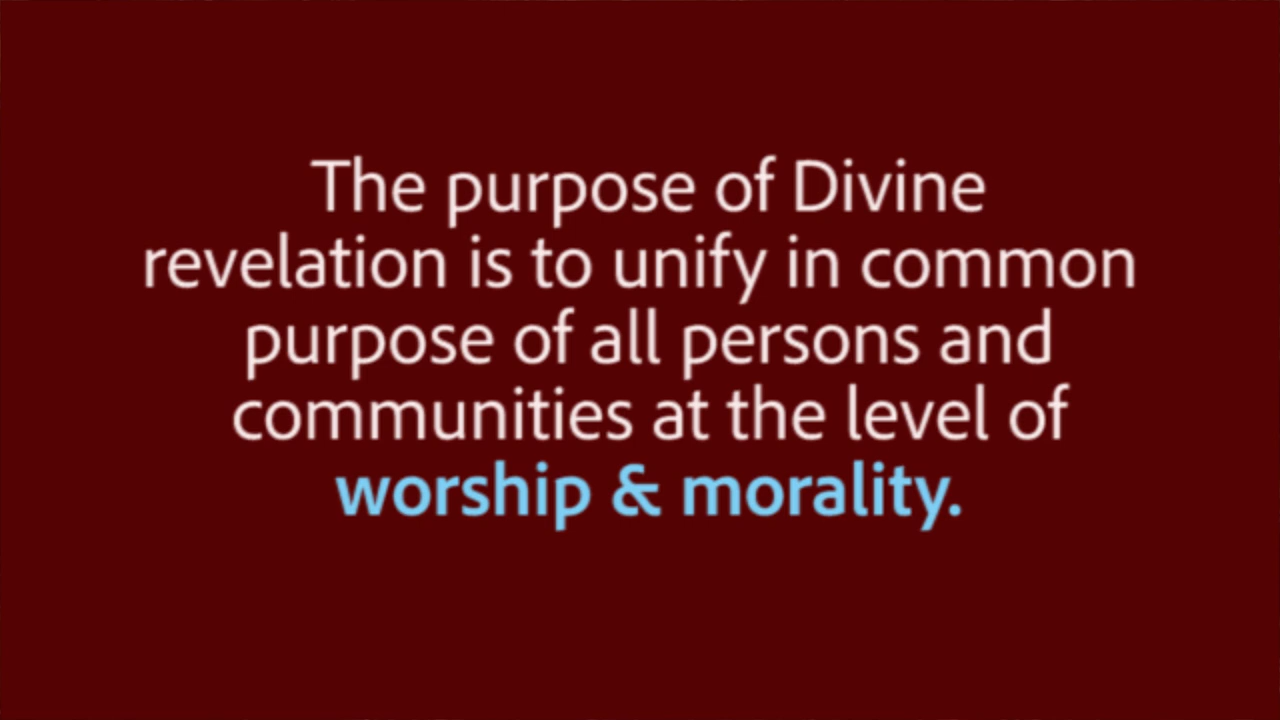 The purpose of Divine
revelation is to unify in common
purpose of all persons and
communities at the level of
worship & morality.